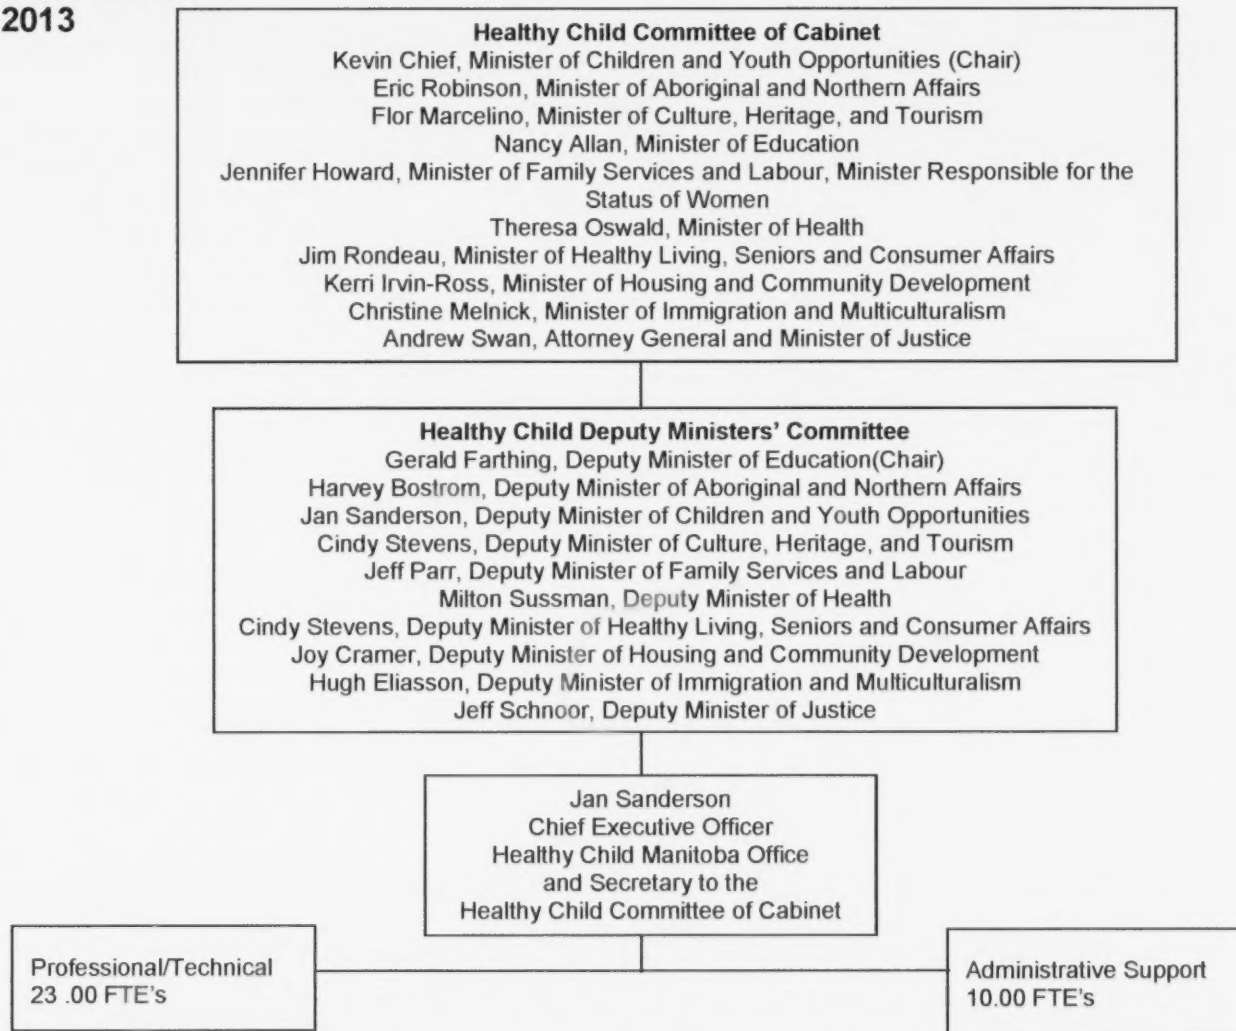 2013
Healthy Child Committee of Cabinet
Kevin Chief, Minister of Children and Youth Opportunities (Chair)
Eric Robinson, Minister of Aboriginal and Northern Affairs
Flor Marcelino, Minister of Culture, Heritage, and Tourism
Nancy Allan, Minister of Education
Jennifer Howard, Minister of Family Services and Labour, Minister Responsible for the
Status of Women
Theresa Oswald, Minister of Health
Jim Rondeau, Minister of Healthy Living, Seniors and Consumer Affairs
Kerri Irvin-Ross, Minister of Housing and Community Development
Christine Melnick, Minister of Immigration and Multiculturalism
Andrew Swan, Attorney General and Minister of Justice
Healthy Child Deputy Ministers' Committee
Gerald Farthing, Deputy Minister of Education(Chair)
Harvey Bostrom, Deputy Minister of Aboriginal and Northern Affairs
Jan Sanderson, Deputy Minister of Children and Youth Opportunities
Cindy Stevens, Deputy Minister of Culture, Heritage, and Tourism
Jeff Parr, Deputy Minister of Family Services and Labour
Milton Sussman, Deputy Minister of Health
Cindy Stevens, Deputy Minister of Healthy Living, Seniors and Consumer Affairs
Joy Cramer, Deputy Minister of Housing and Community Development
Hugh Eliasson, Deputy Minister of Immigration and Multiculturalism
Jeff Schnoor, Deputy Minister of Justice
Jan Sanderson
Chief Executive Officer
Healthy Child Manitoba Office
and Secretary to the
Healthy Child Committee of Cabinet
Professional/Technical
23 .00 FTE's
Administrative Support
10.00 FTE's